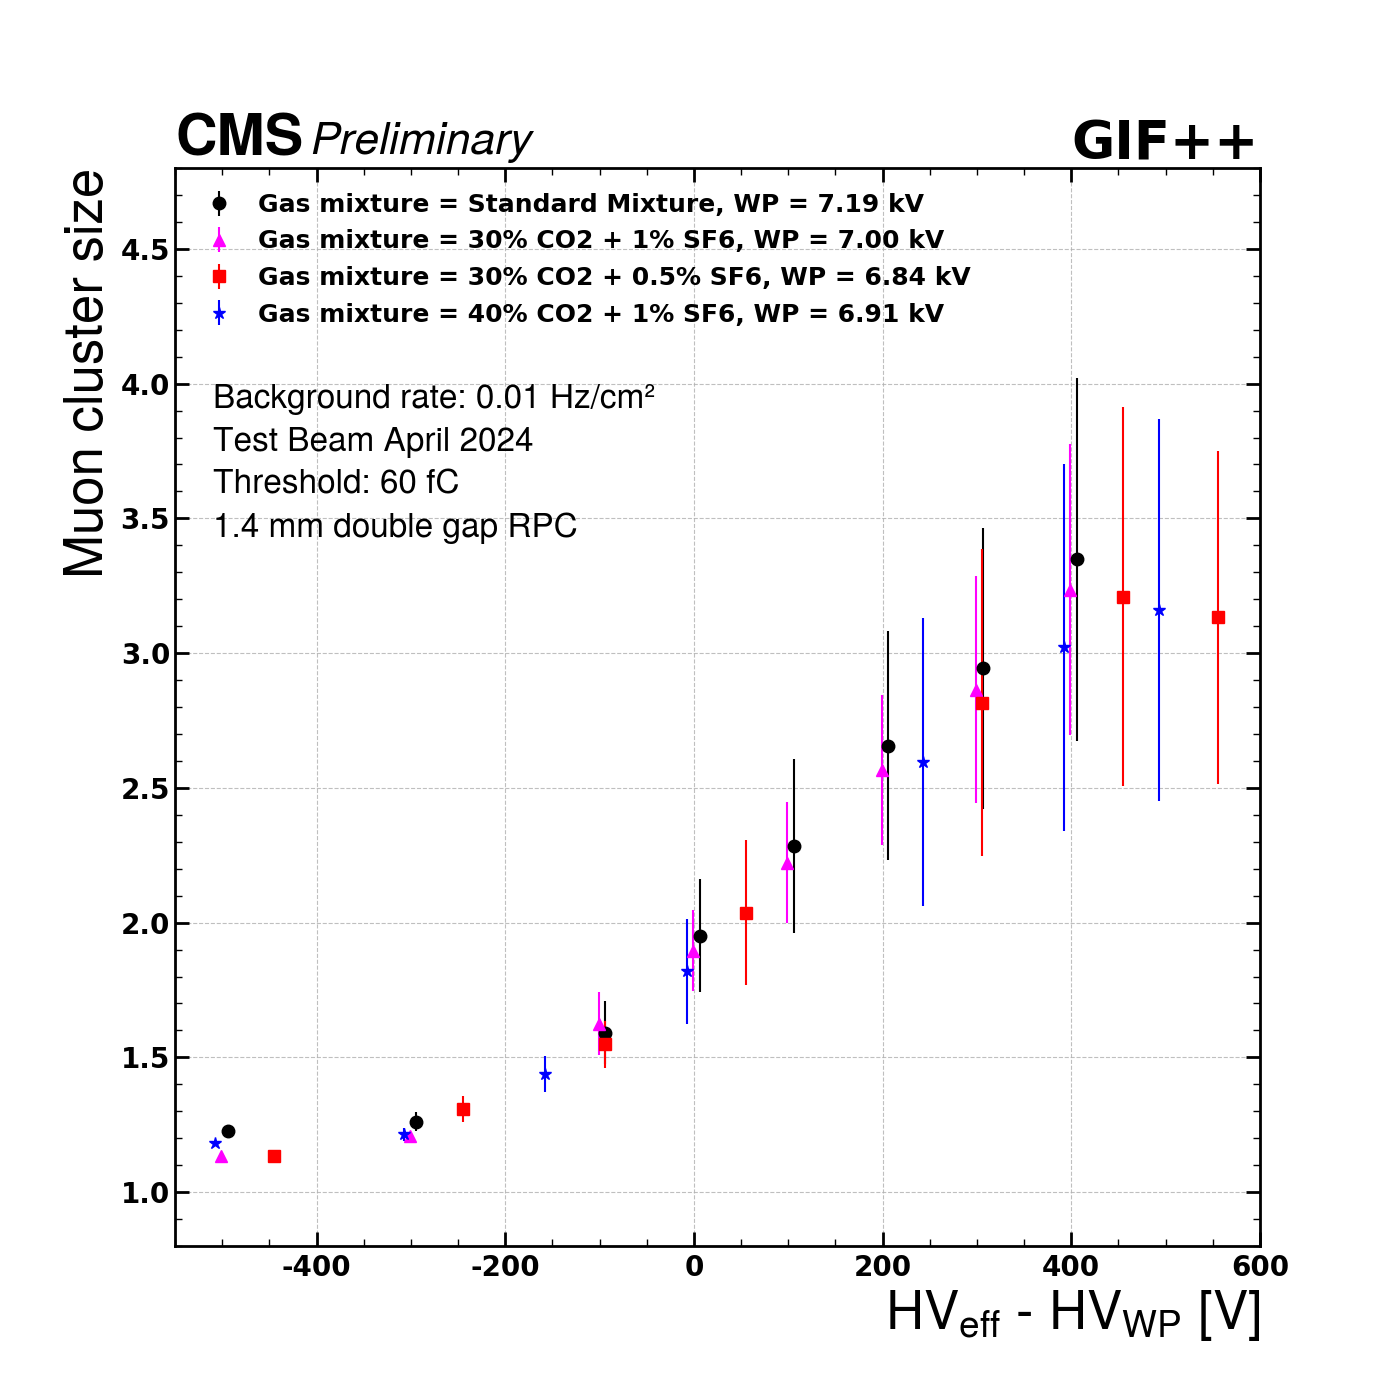 CMS Preliminary
GIF++
Gas mixture = Standard Mixture, WP = 7.19 kV
Gas mixture = 30% CO2 + 1% SF6, WP = 7.00 kV
Gas mixture = 30% CO2 + 0.5% SF6, WP = 6.84 kV
Gas mixture = 40% CO2 + 1% SF6, WP = 6.91 kV
Background rate: 0.01 Hz/cm²
Test Beam April 2024
Threshold: 60 fC
1.4 mm double gap RPC
Muon cluster size
4.5
4.0
3.5
3.0
2.5
2.0
1.5
1.0
-400 -200 0 200 400 600
HVeff - HVWP [V]